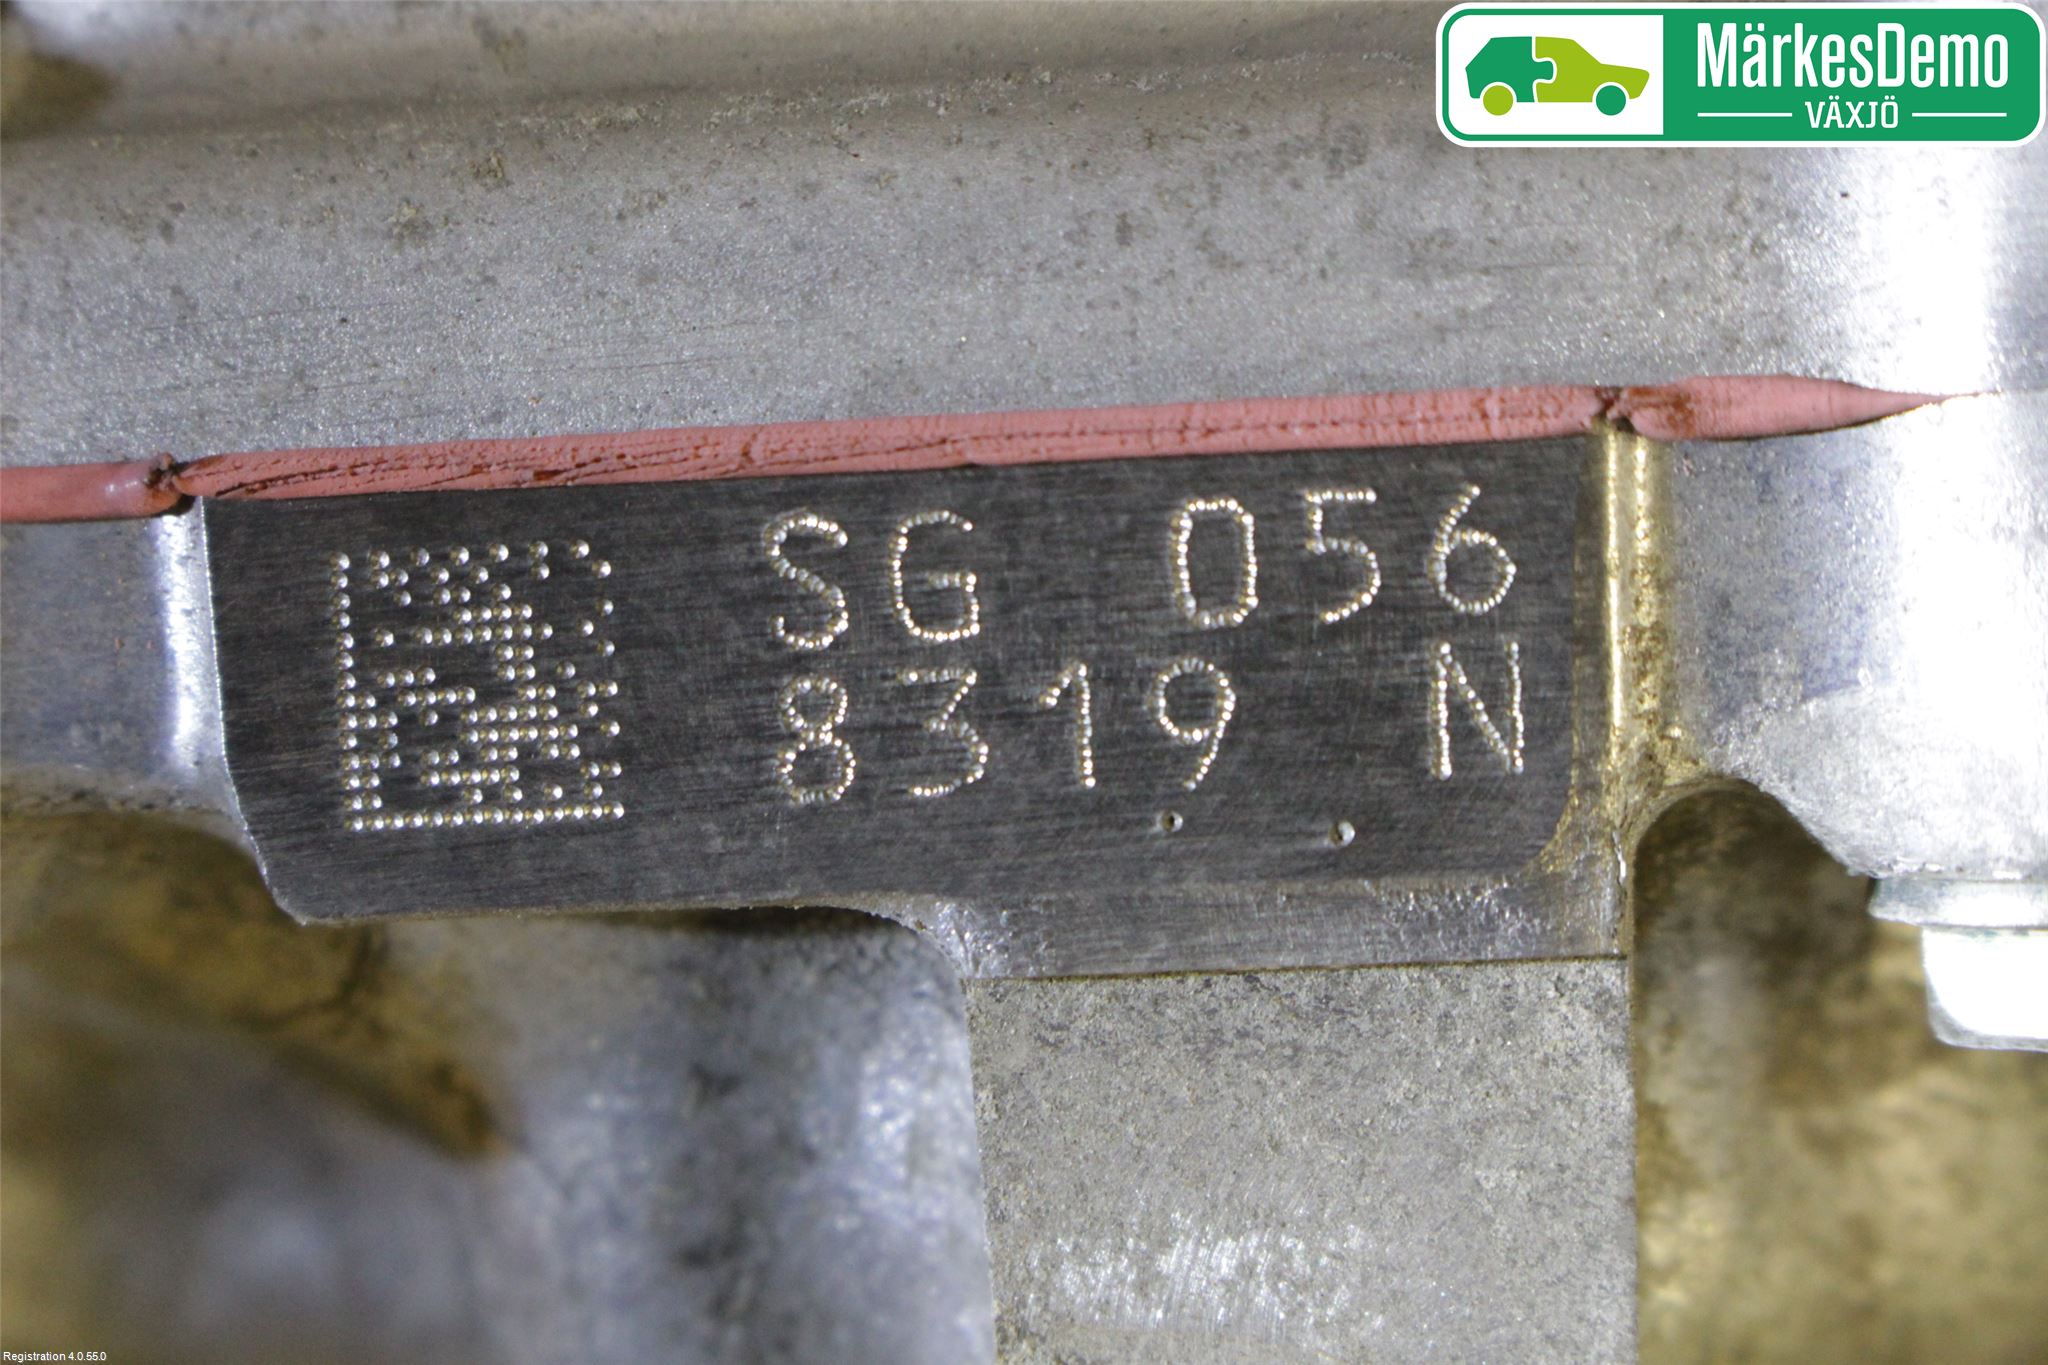 MärkesDemo
VÄXJÖ
SG 056
8319 N
Registration 4.0.55.0